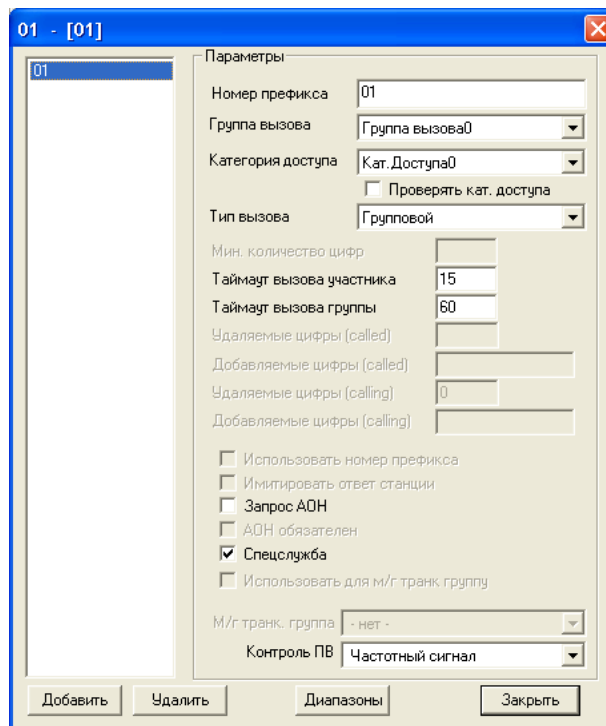 01 - [01]
01
Параметры
Номер префикса 01
Группа вызова Группа вызова0
Категория доступа Кат.Доступа0
Проверять кат. доступа
Тип вызова Групповой
Мин. количество цифр
Таймаут вызова участника 15
Таймаут вызова группы 60
Удаляемые цифры (called)
Добавляемые цифры (called)
Удаляемые цифры (calling) 0
Добавляемые цифры (calling)
Использовать номер префикса
Имитировать ответ станции
Запрос АОН
АОН обязателен
Спецслужба
Использовать для м/г транк группу
М/г транк. группа - нет -
Контроль ПВ Частотный сигнал
Добавить Удалить Диапазоны Закрыть